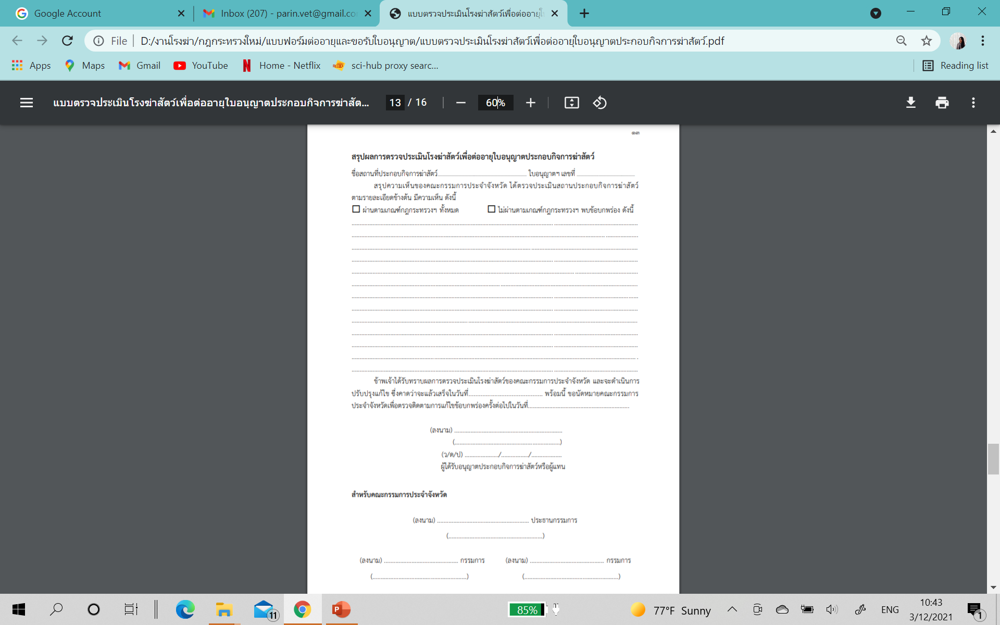 Google Account
Inbox (207) - parin.vet@gmail.co
แบบตรวจประเมินโรงฆ่าสัตว์เพื่อต่ออายุใบ
File
D:/งานโรงฆ่า/กฎกระทรวงใหม่/แบบฟอร์มต่ออายุและขอรับใบอนุญาต/แบบตรวจประเมินโรงฆ่าสัตว์เพื่อต่ออายุใบอนุญาตประกอบกิจการฆ่าสัตว์.pdf
Apps Maps Gmail YouTube Home - Netflix sci-hub proxy searc... Reading list
แบบตรวจประเมินโรงฆ่าสัตว์เพื่อต่ออายุใบอนุญาตประกอบกิจการฆ่าสัต... 13 / 16 60%
๑๓
สรุปผลการตรวจประเมินโรงฆ่าสัตว์เพื่อต่ออายุใบอนุญาตประกอบกิจการฆ่าสัตว์
ชื่อสถานที่ประกอบกิจการฆ่าสัตว์........................ ใบอนุญาตฯ เลขที่ ........................
สรุปความเห็นของคณะกรรมการประจำจังหวัด ได้ตรวจประเมินสถานประกอบกิจการฆ่าสัตว์
ตามรายละเอียดข้างต้น มีความเห็น ดังนี้
☐ ผ่านตามเกณฑ์กฎกระทรวงฯ ทั้งหมด ☐ ไม่ผ่านตามเกณฑ์กฎกระทรวงฯ พบข้อบกพร่อง ดังนี้
ข้าพเจ้าได้รับทราบผลการตรวจประเมินโรงฆ่าสัตว์ของคณะกรรมการประจำจังหวัด และจะดำเนินการ
ปรับปรุงแก้ไข ซึ่งคาดว่าจะแล้วเสร็จในวันที่........................ พร้อมนี้ ขอนัดหมายคณะกรรมการ
ประจำจังหวัดเพื่อตรวจติดตามการแก้ไขข้อบกพร่องครั้งต่อไปในวันที่........................
(ลงนาม) ........................
(........................)
(ว/ด/ป) ............/............/............
ผู้ได้รับอนุญาตประกอบกิจการฆ่าสัตว์หรือผู้แทน
สำหรับคณะกรรมการประจำจังหวัด
(ลงนาม) ........................ ประธานกรรมการ
(........................)
(ลงนาม) ........................ กรรมการ (ลงนาม) ........................ กรรมการ
(........................) (........................)
11
85%
77°F Sunny
ENG
10:43
3/12/2021
1